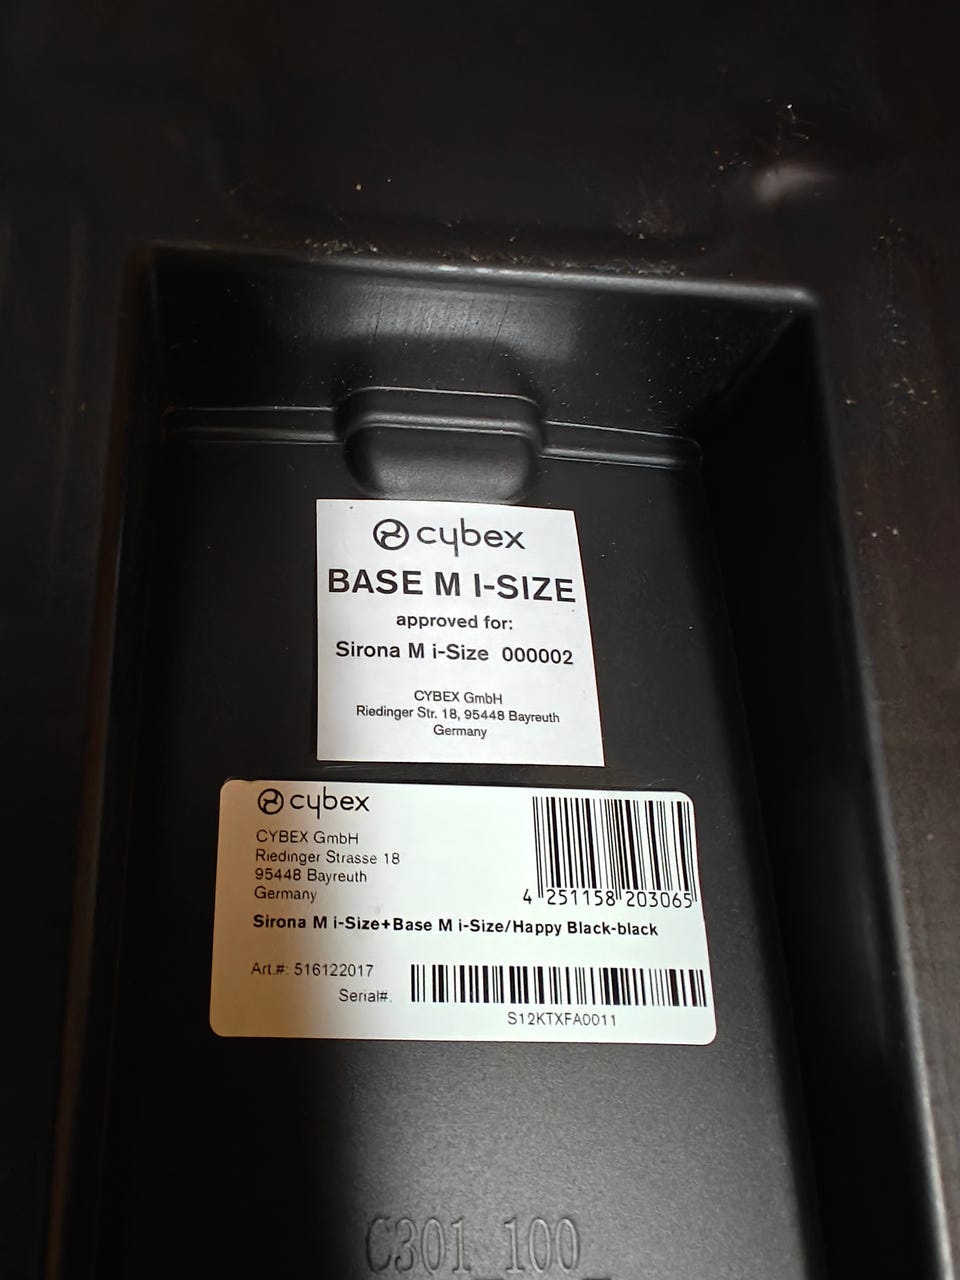 cybex
BASE M I-SIZE
approved for:
Sirona M i-Size 000002
CYBEX GmbH
Riedinger Str. 18, 95448 Bayreuth
Germany
cybex
CYBEX GmbH
Riedinger Strasse 18
95448 Bayreuth
Germany
4 251158 203065
Sirona M i-Size+Base M i-Size/Happy Black-black
Art.#: 516122017
Serial#.
S12KTXFA0011
C301 100